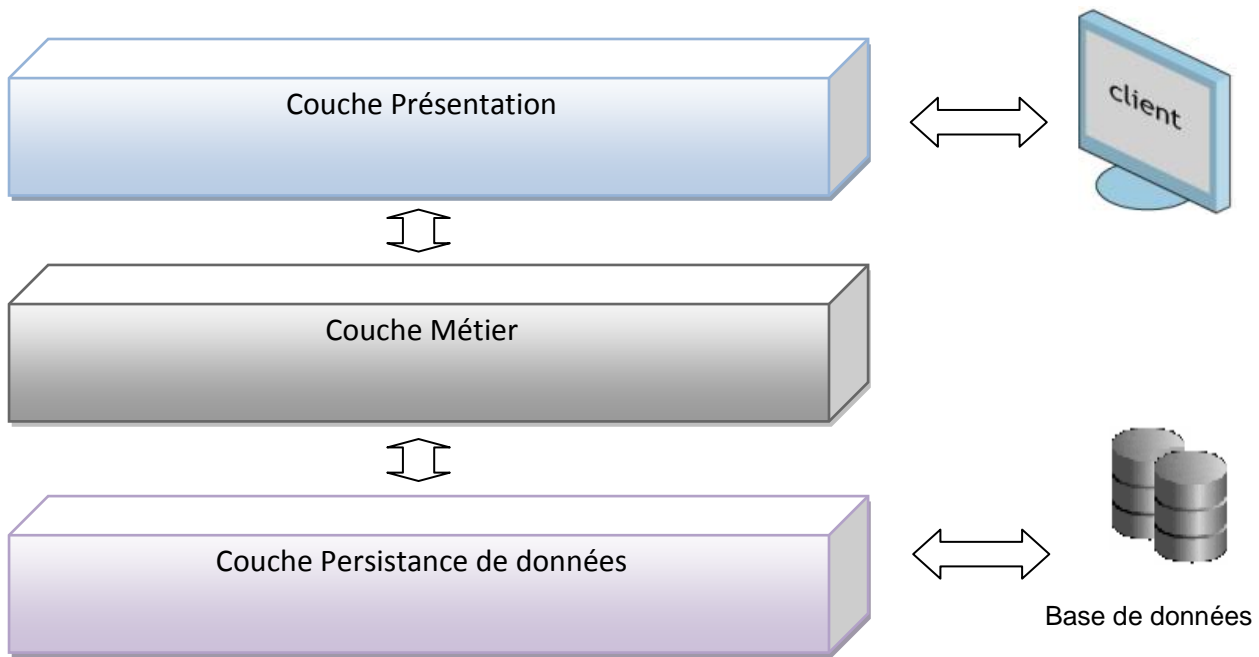 Couche Présentation
client
Couche Métier
Couche Persistance de données
Base de données